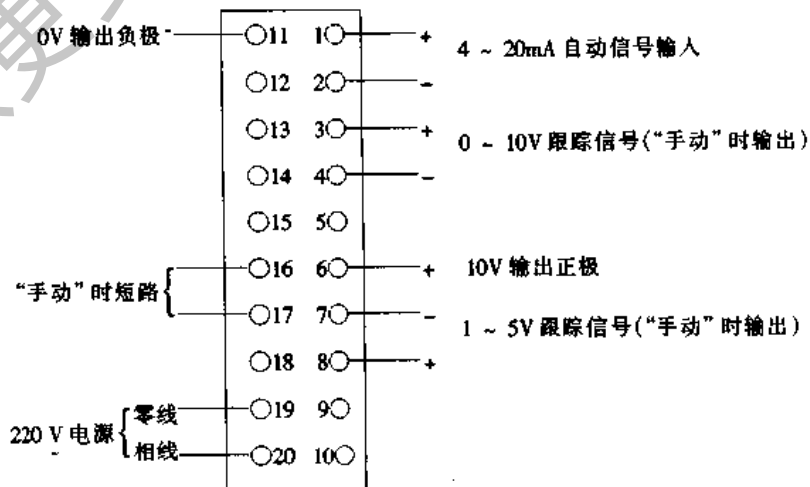 0V 输出负极 11 1 +
4 ~ 20mA 自动信号输入
12 2 -
13 3 +
0 ~ 10V 跟踪信号("手动"时输出)
14 4 -
15 5
"手动"时短路 16 6 + 10V 输出正极
17 7 -
1 ~ 5V 跟踪信号("手动"时输出)
18 8 +
220 V 电源 零线 19 9
相线 20 10